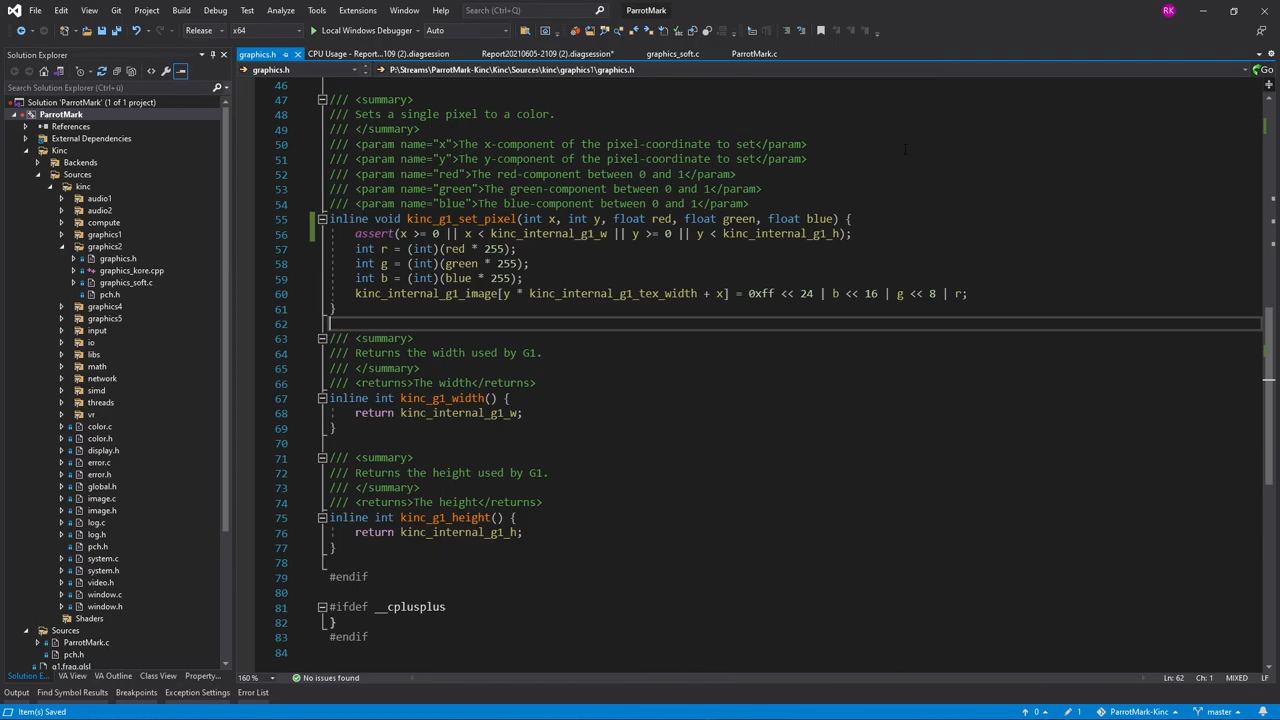 File Edit View Git Project Build Debug Test Analyze Tools Extensions Window Help Search (Ctrl+Q) ParrotMark RK
Release x64 Local Windows Debugger Auto
Solution Explorer
Search Solution Explorer (Ctrl+ü)
Solution 'ParrotMark' (1 of 1 project)
ParrotMark
References
External Dependencies
Kinc
Backends
Sources
kinc
audio1
audio2
compute
graphics1
graphics2
graphics.h
graphics_kore.cpp
graphics_soft.c
pch.h
graphics4
graphics5
input
io
libs
math
network
simd
threads
vr
color.c
color.h
display.h
error.c
error.h
global.h
image.c
image.h
log.c
log.h
pch.h
system.c
system.h
video.h
window.c
window.h
Shaders
Sources
ParrotMark.c
pch.h
g1.frag.glsl
Solution E... VA View VA Outline Class View Property...
graphics.h CPU Usage - Report...109 (2).diagsession Report20210605-2109 (2).diagsession* graphics_soft.c ParrotMark.c
graphics.h P:\Streams\ParrotMark-Kinc\Kinc\Sources\kinc\graphics1\graphics.h Go
46
47 /// <summary>
48 /// Sets a single pixel to a color.
49 /// </summary>
50 /// <param name="x">The x-component of the pixel-coordinate to set</param>
51 /// <param name="y">The y-component of the pixel-coordinate to set</param>
52 /// <param name="red">The red-component between 0 and 1</param>
53 /// <param name="green">The green-component between 0 and 1</param>
54 /// <param name="blue">The blue-component between 0 and 1</param>
55 inline void kinc_g1_set_pixel(int x, int y, float red, float green, float blue) {
56 assert(x >= 0 || x < kinc_internal_g1_w || y >= 0 || y < kinc_internal_g1_h);
57 int r = (int)(red * 255);
58 int g = (int)(green * 255);
59 int b = (int)(blue * 255);
60 kinc_internal_g1_image[y * kinc_internal_g1_tex_width + x] = 0xff << 24 | b << 16 | g << 8 | r;
61 }
62
63 /// <summary>
64 /// Returns the width used by G1.
65 /// </summary>
66 /// <returns>The width</returns>
67 inline int kinc_g1_width() {
68 return kinc_internal_g1_w;
69 }
70
71 /// <summary>
72 /// Returns the height used by G1.
73 /// </summary>
74 /// <returns>The height</returns>
75 inline int kinc_g1_height() {
76 return kinc_internal_g1_h;
77 }
78
79 #endif
80
81 #ifdef __cplusplus
82 }
83 #endif
84
160 % No issues found Ln: 62 Ch: 1 MIXED LF
Output Find Symbol Results Breakpoints Exception Settings Error List
Item(s) Saved 0 1 ParrotMark-Kinc master